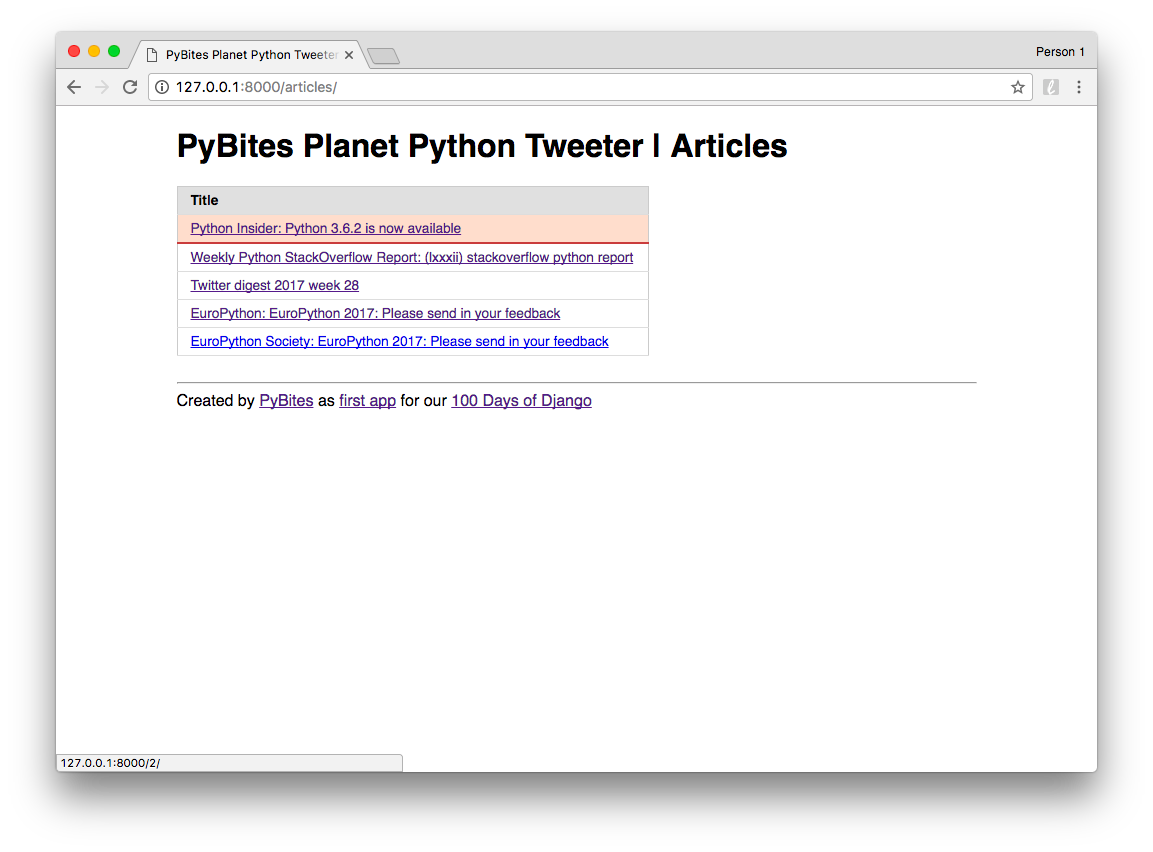 PyBites Planet Python Tweeter
Person 1
127.0.0.1:8000/articles/
PyBites Planet Python Tweeter | Articles
Title
Python Insider: Python 3.6.2 is now available
Weekly Python StackOverflow Report: (lxxxii) stackoverflow python report
Twitter digest 2017 week 28
EuroPython: EuroPython 2017: Please send in your feedback
EuroPython Society: EuroPython 2017: Please send in your feedback
Created by PyBites as first app for our 100 Days of Django
127.0.0.1:8000/2/